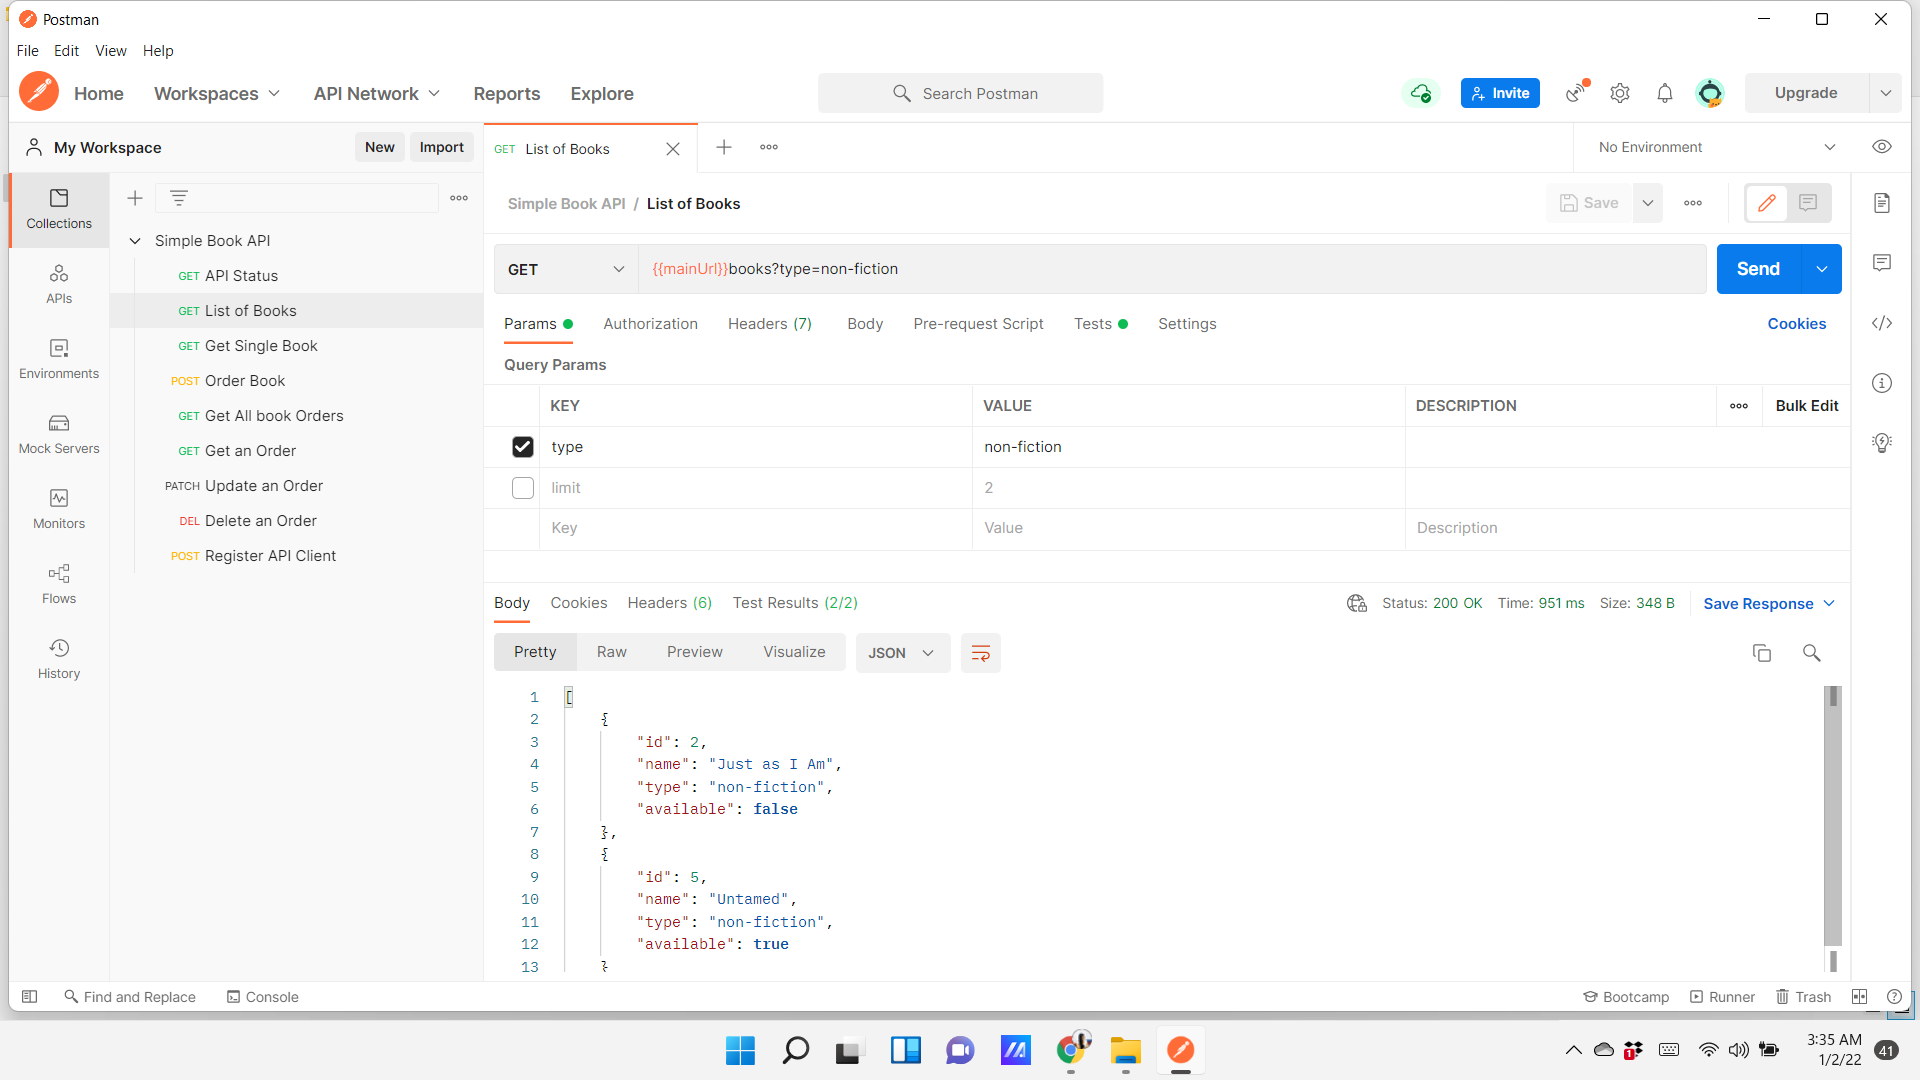 Postman
File Edit View Help
Home Workspaces API Network Reports Explore Search Postman Invite Upgrade
My Workspace New Import GET List of Books ooo No Environment
Collections
ooo
Simple Book API / List of Books Save ooo
Simple Book API
GET API Status
GET List of Books
GET Get Single Book
POST Order Book
GET Get All book Orders
GET Get an Order
PATCH Update an Order
DEL Delete an Order
POST Register API Client
APIs
Environments
Mock Servers
Monitors
Flows
History
GET {{mainUrl}}books?type=non-fiction Send
Params Authorization Headers (7) Body Pre-request Script Tests Settings Cookies
Query Params
KEY VALUE DESCRIPTION ooo Bulk Edit
type non-fiction
limit 2
Key Value Description
Body Cookies Headers (6) Test Results (2/2) Status: 200 OK Time: 951 ms Size: 348 B Save Response
Pretty Raw Preview Visualize JSON
1 [
2 {
3 "id": 2,
4 "name": "Just as I Am",
5 "type": "non-fiction",
6 "available": false
7 },
8 {
9 "id": 5,
10 "name": "Untamed",
11 "type": "non-fiction",
12 "available": true
13 }
Find and Replace Console Bootcamp Runner Trash
1
3:35 AM
1/2/22
41